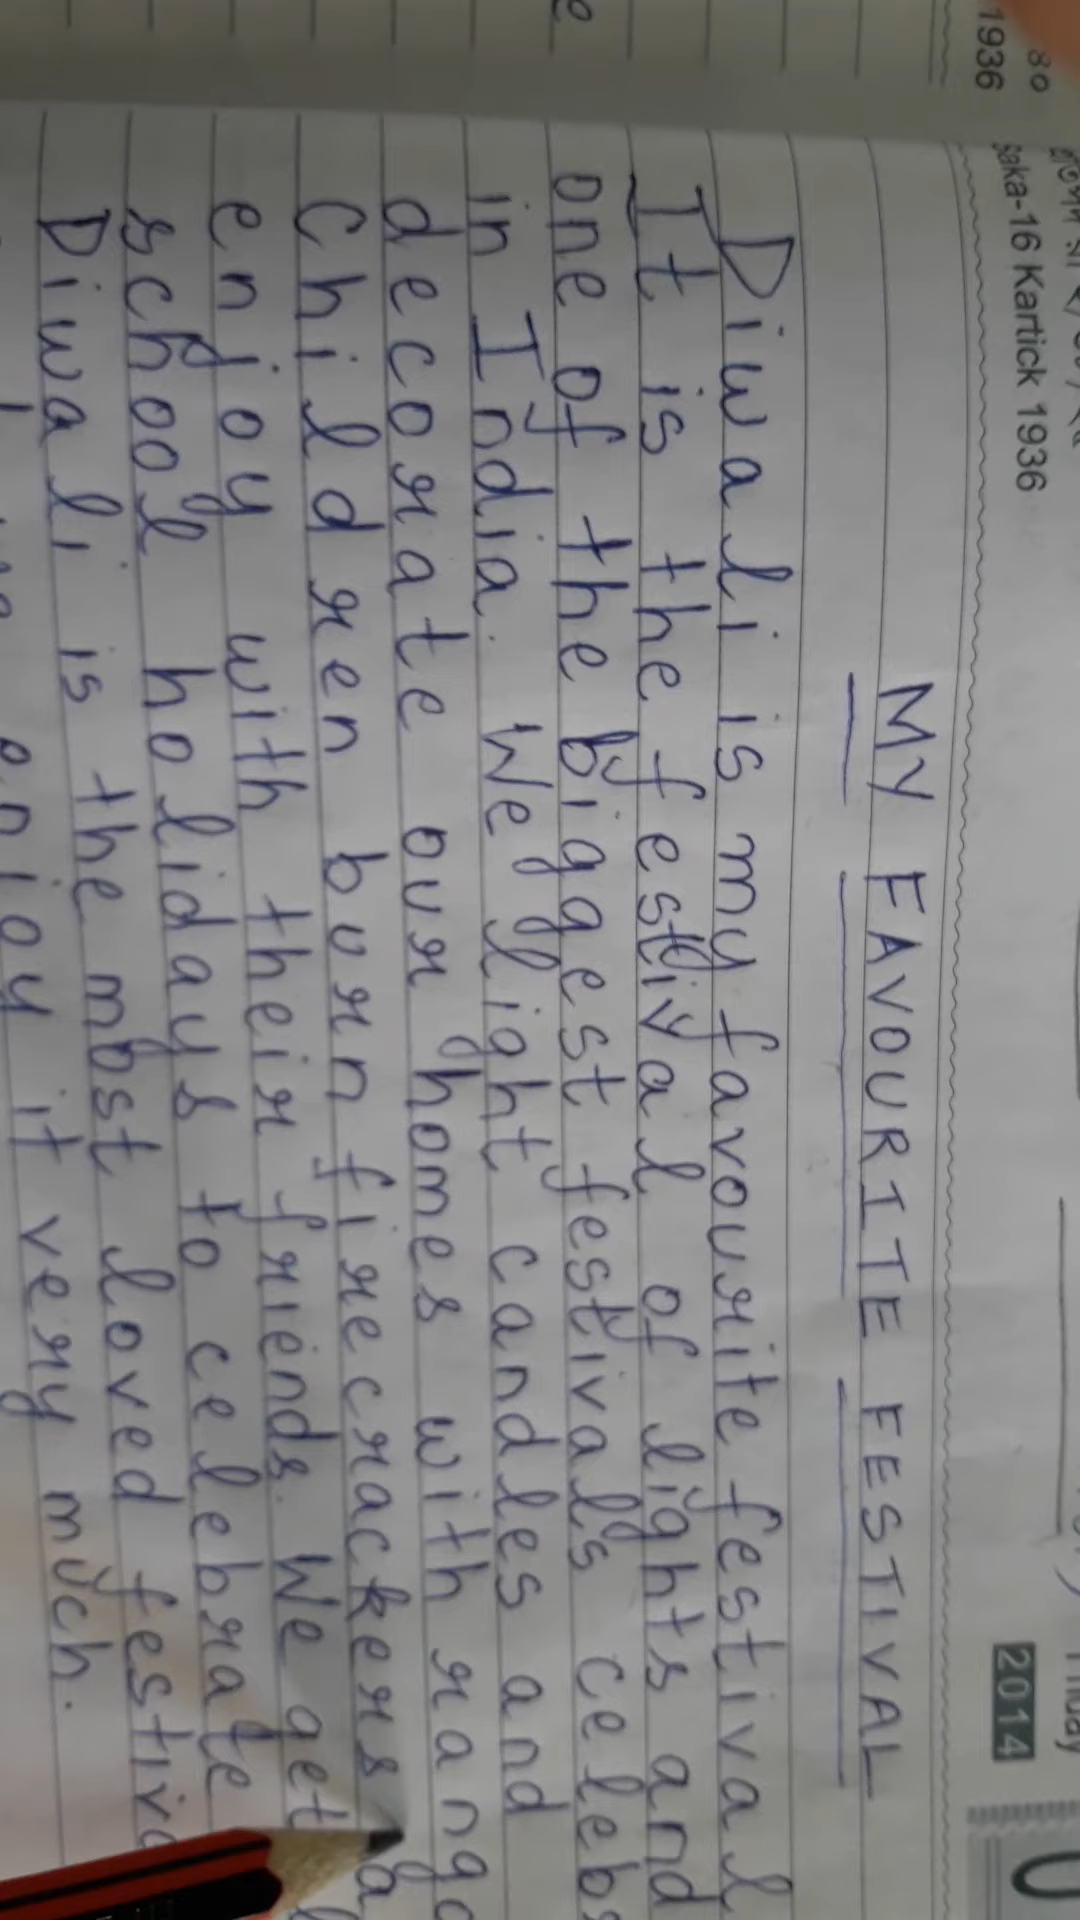 1936
Saka-16 Kartick 1936
2014
MY FAVOURITE FESTIVAL
Diwali is my favourite festival
It is the festival of lights and
one of the biggest festivals
in India. We light candles and
decorate our homes with
Children burn firecrackers
enjoy with their friends. We get
school holidays to celebrate
Diwali is the most loved
enjoy it very much.